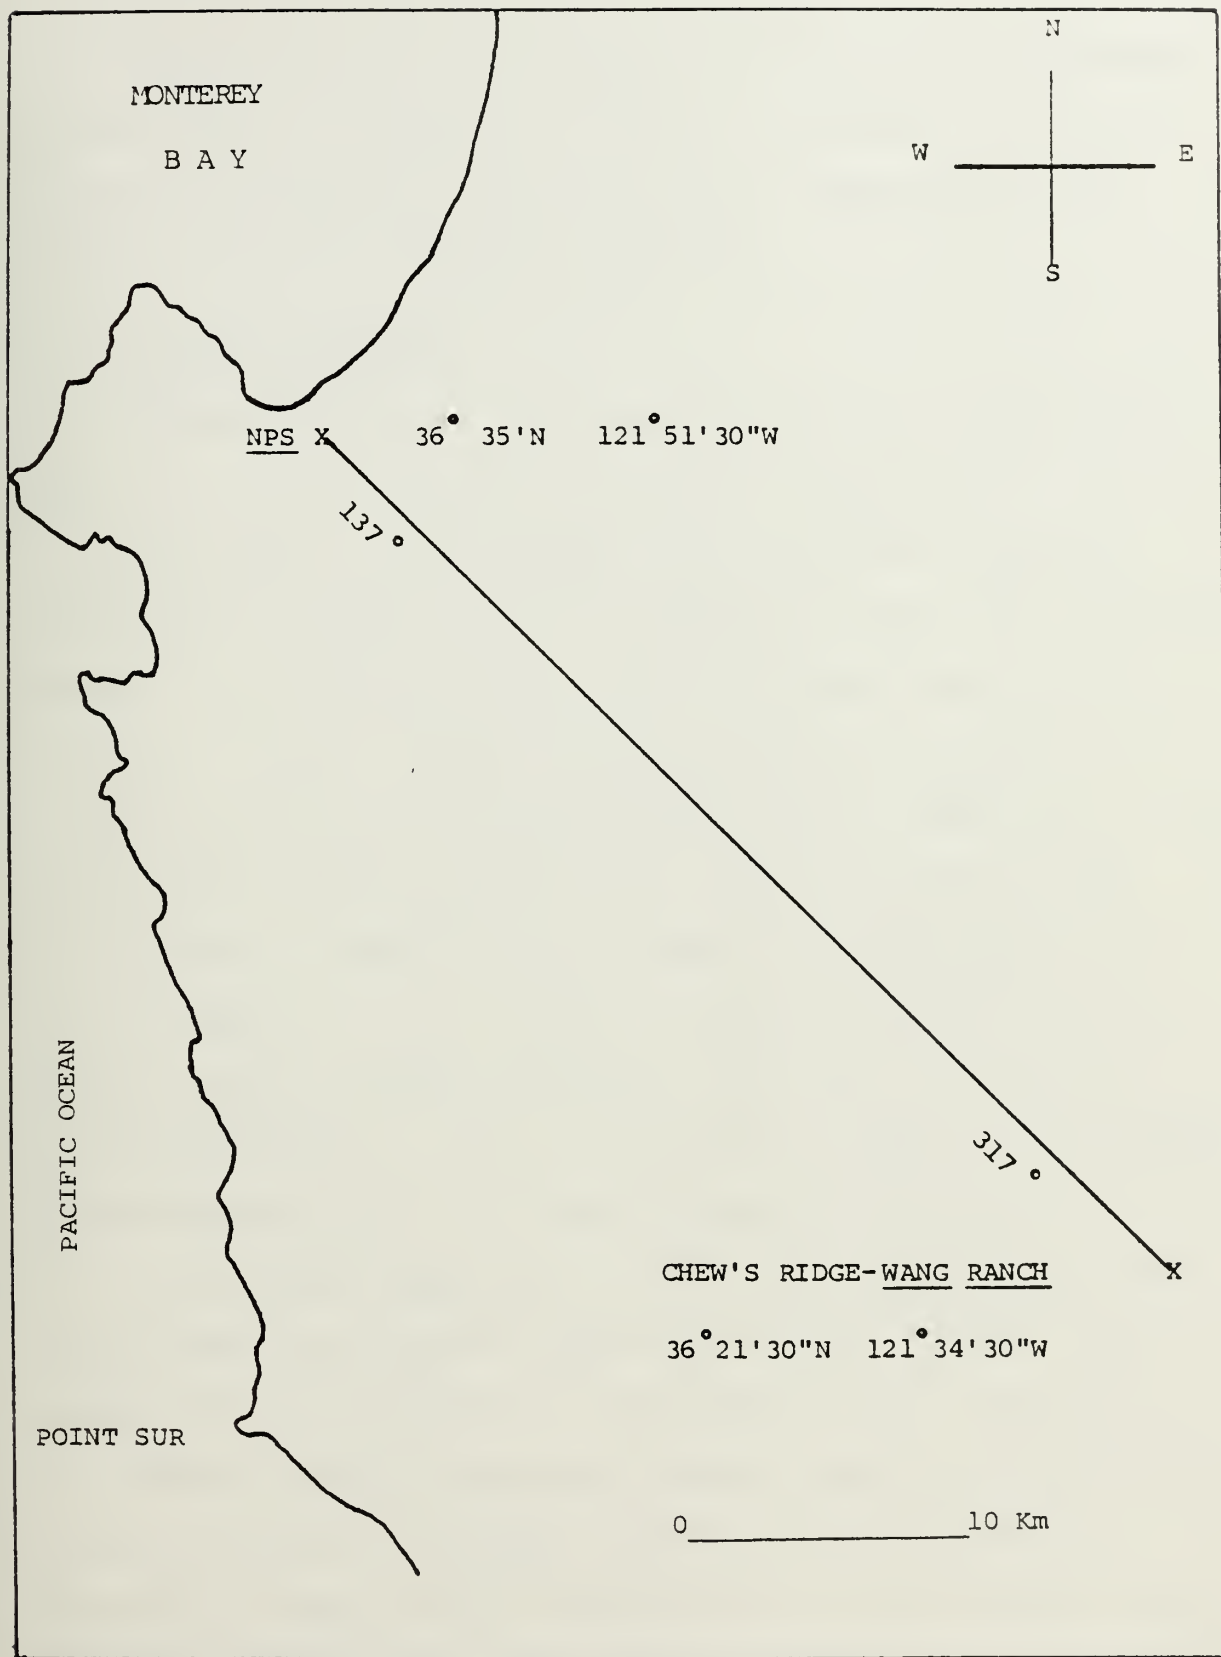 MONTEREY
BAY
N
W E
S
NPS X 36° 35'N 121° 51'30"W
137°
317°
PACIFIC OCEAN
X
CHEW'S RIDGE-WANG RANCH
36° 21'30"N 121° 34'30"W
POINT SUR
0 10 Km